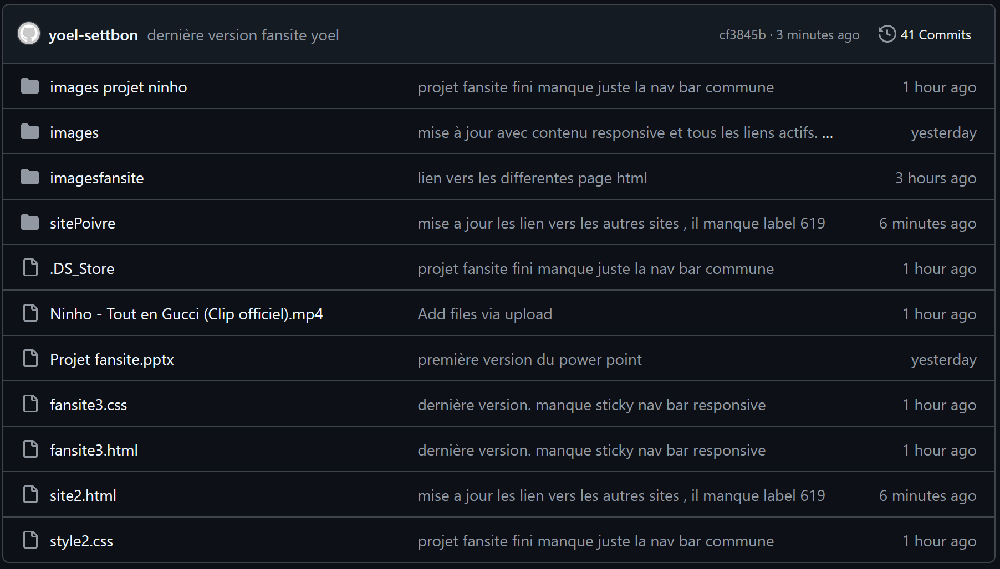 yoel-settbon dernière version fansite yoel cf3845b · 3 minutes ago 41 Commits
images projet ninho projet fansite fini manque juste la nav bar commune 1 hour ago
images mise à jour avec contenu responsive et tous les liens actifs. ... yesterday
imagesfansite lien vers les differentes page html 3 hours ago
sitePoivre mise a jour les lien vers les autres sites , il manque label 619 6 minutes ago
.DS_Store projet fansite fini manque juste la nav bar commune 1 hour ago
Ninho - Tout en Gucci (Clip officiel).mp4 Add files via upload 1 hour ago
Projet fansite.pptx première version du power point yesterday
fansite3.css dernière version. manque sticky nav bar responsive 1 hour ago
fansite3.html dernière version. manque sticky nav bar responsive 1 hour ago
site2.html mise a jour les lien vers les autres sites , il manque label 619 6 minutes ago
style2.css projet fansite fini manque juste la nav bar commune 1 hour ago